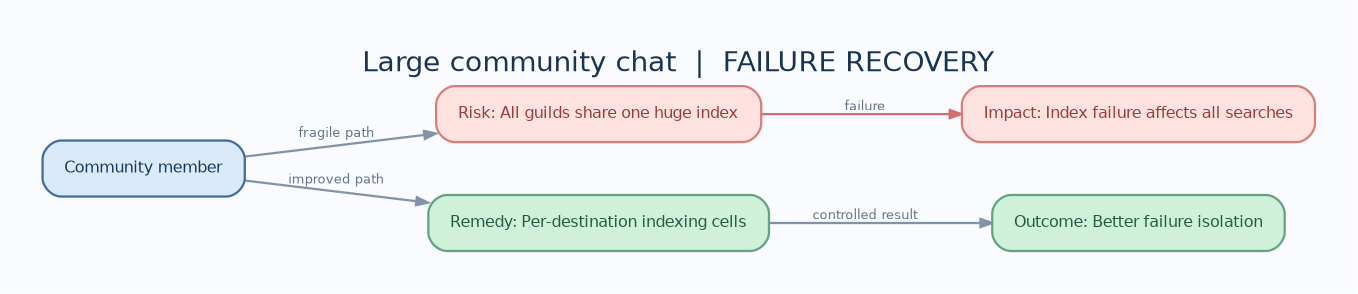 Large community chat | FAILURE RECOVERY
Community member
fragile path
Risk: All guilds share one huge index
failure
Impact: Index failure affects all searches
improved path
Remedy: Per-destination indexing cells
controlled result
Outcome: Better failure isolation